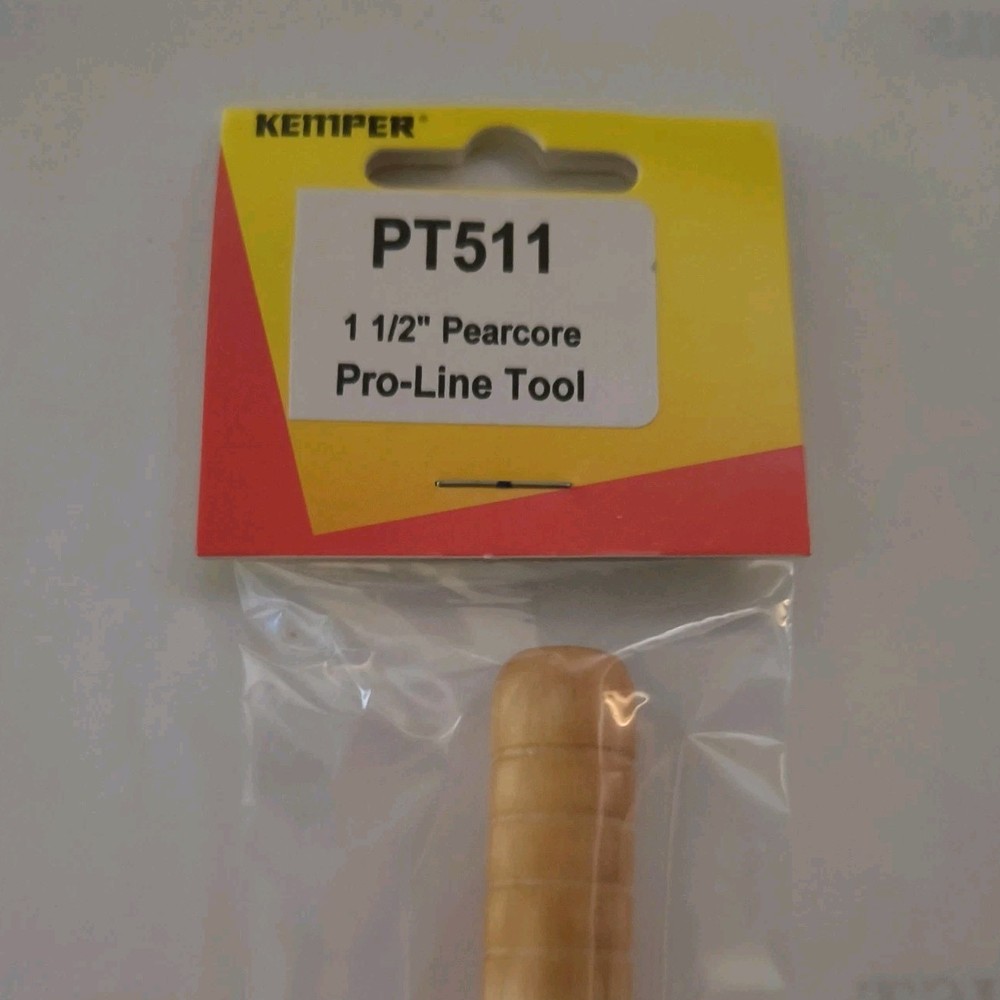 KEMPER®
PT511
1 1/2" Pearcore
Pro-Line Tool